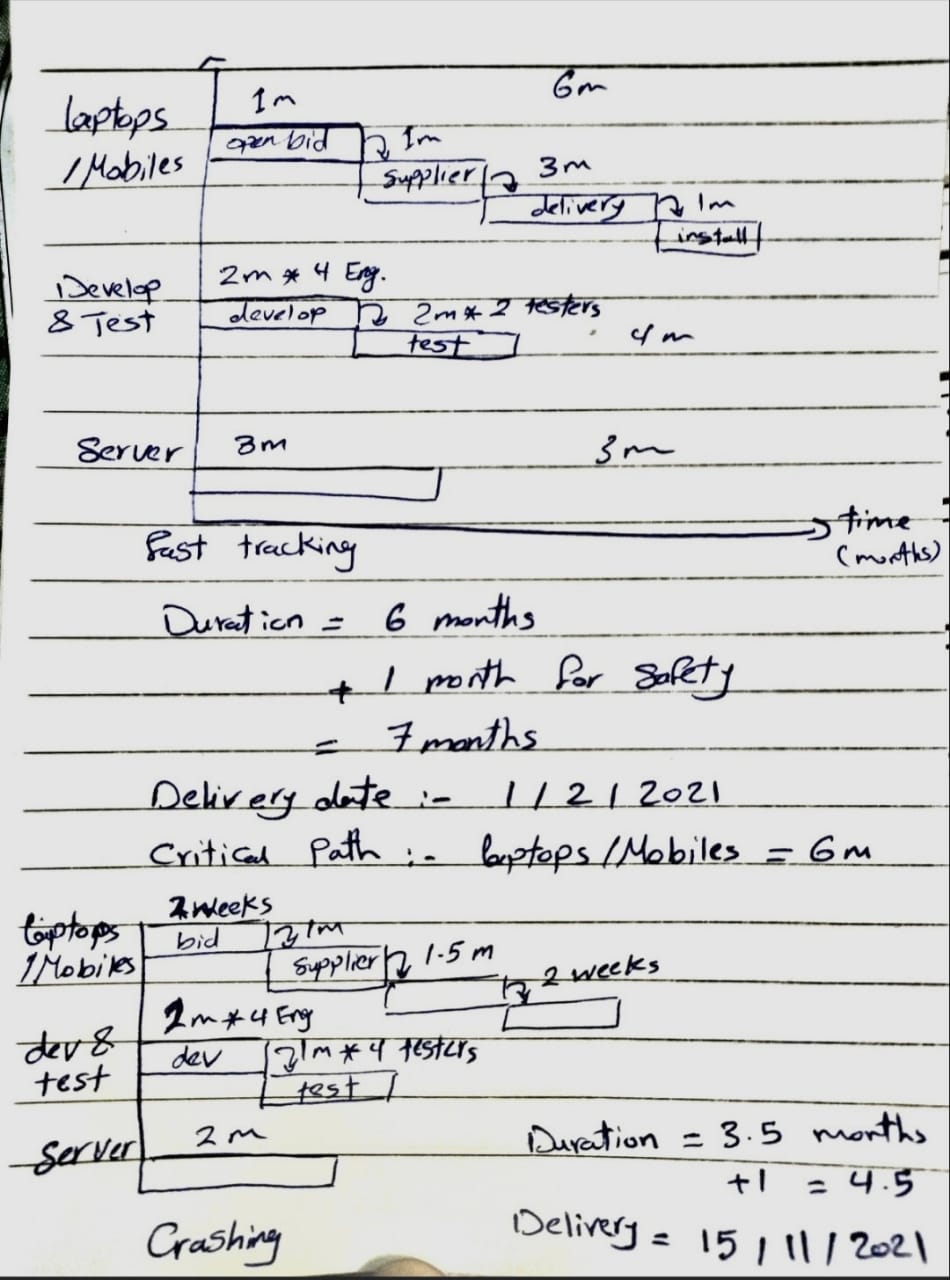 1m 6m
laptops open bid 1m
/Mobiles supplier 3m
delivery 1m
install
Develop 2m * 4 Eng.
& Test develop 2m * 2 testers
test 4m
Server 3m 3m
time
fast tracking (months)
Duration = 6 months
+ 1 month for safety
= 7 months
Delivery date :- 1 / 2 / 2021
Critical Path :- laptops /Mobiles = 6m
2 weeks
laptops bid 1m
/Mobiles supplier 1.5 m 2 weeks
2m * 4 Eng
dev & dev 1m * 4 testers
test test
Server 2m Duration = 3.5 months
+1 = 4.5
Crashing Delivery = 15 / 11 / 2021